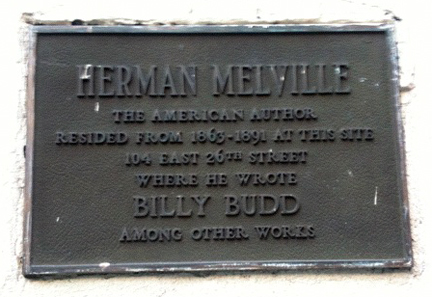 HERMAN MELVILLE
THE AMERICAN AUTHOR
RESIDED FROM 1863-1891 AT THIS SITE
104 EAST 26TH STREET
WHERE HE WROTE
BILLY BUDD
AMONG OTHER WORKS